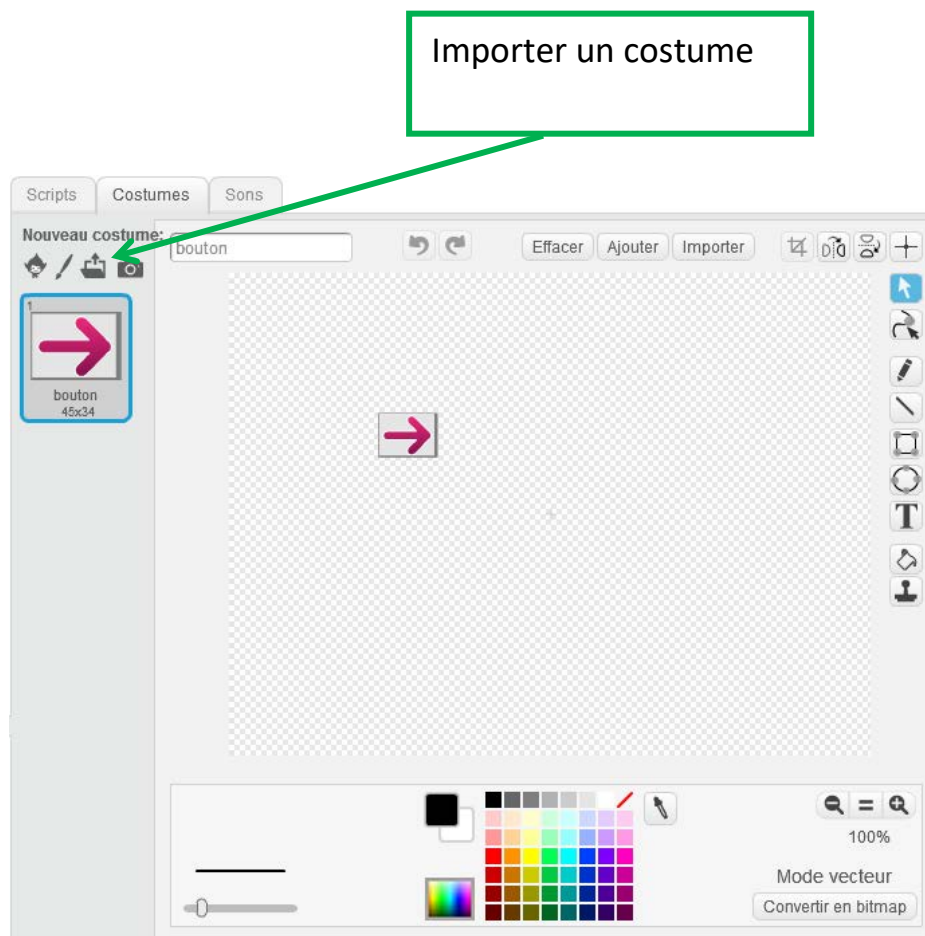 Importer un costume
Scripts Costumes Sons
Nouveau costume:
bouton
Effacer Ajouter Importer
1
bouton
45x34
T
100%
Mode vecteur
Convertir en bitmap